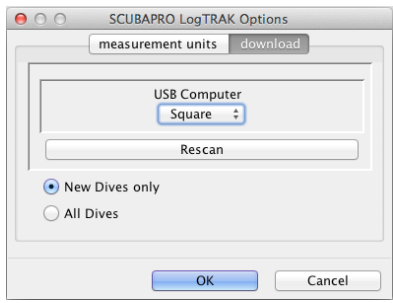 SCUBAPRO LogTRAK Options
measurement units download
USB Computer
Square
Rescan
New Dives only
All Dives
OK Cancel